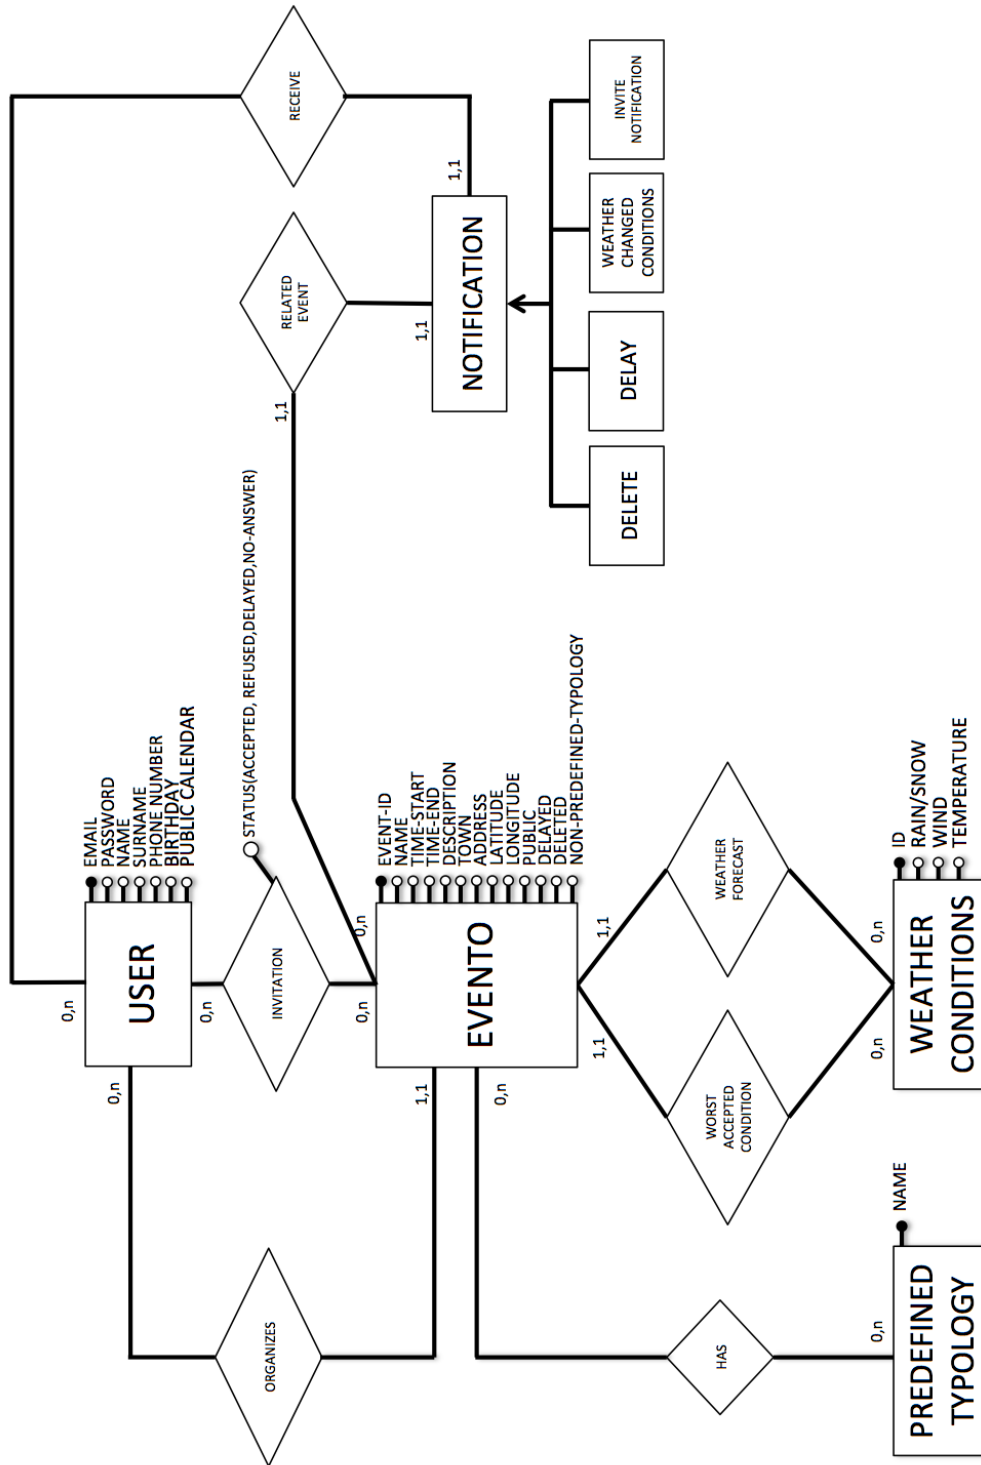 0,n
0,n
USER
EMAIL
PASSWORD
NAME
SURNAME
PHONE NUMBER
BIRTHDAY
PUBLIC CALENDAR
0,n
ORGANIZES
INVITATION
STATUS(ACCEPTED, REFUSED,DELAYED,NO-ANSWER)
1,1
RELATED
EVENT
RECEIVE
0,n
0,n
1,1
0,n
EVENTO
EVENT-ID
NAME
TIME-START
TIME-END
DESCRIPTION
TOWN
ADDRESS
LATITUDE
LONGITUDE
PUBLIC
DELAYED
DELETED
NON-PREDEFINED-TYPOLOGY
1,1
1,1
NOTIFICATION
DELETE
DELAY
WEATHER
CHANGED
CONDITIONS
INVITE
NOTIFICATION
1,1
1,1
HAS
WORST
ACCEPTED
CONDITION
WEATHER
FORECAST
0,n
0,n
0,n
PREDEFINED
TYPOLOGY
NAME
WEATHER
CONDITIONS
ID
RAIN/SNOW
WIND
TEMPERATURE